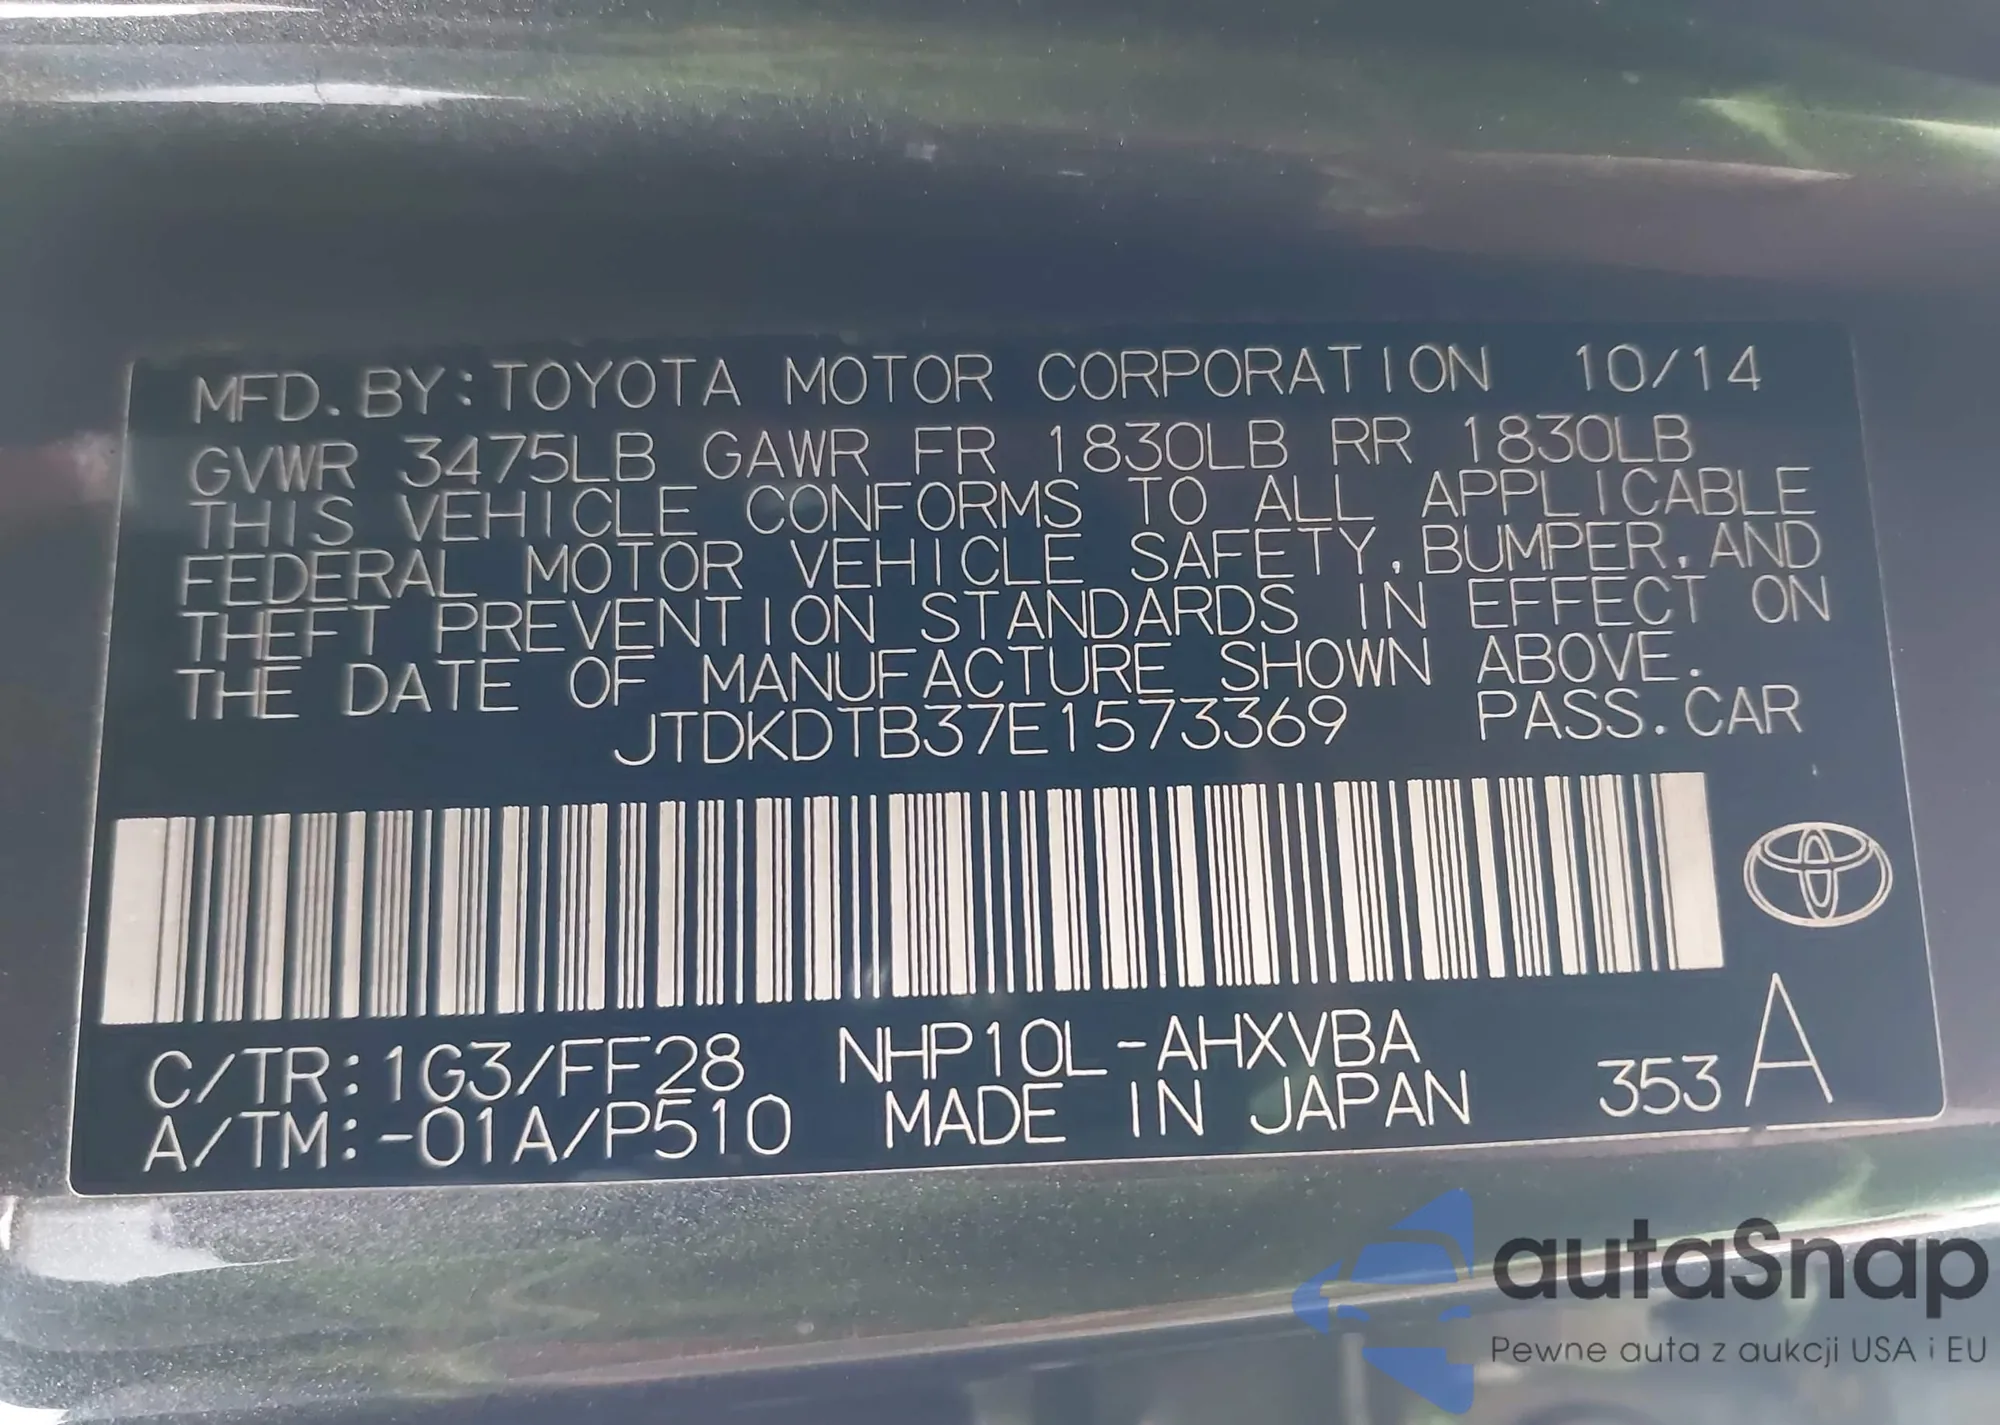 MFD. BY: TOYOTA MOTOR CORPORATION 10/14
GVWR 3475LB GAWR FR 1830LB RR 1830LB
THIS VEHICLE CONFORMS TO ALL APPLICABLE
FEDERAL MOTOR VEHICLE SAFETY, BUMPER, AND
THEFT PREVENTION STANDARDS IN EFFECT ON
THE DATE OF MANUFACTURE SHOWN ABOVE.
JTDKDTB37E1573369 PASS. CAR
C/TR: 1G3/FF28 NHP10L-AHXVBA
A/TM: -01A/P510 MADE IN JAPAN 353 A
autaSnap
Pewne auta z aukcji USA i EU